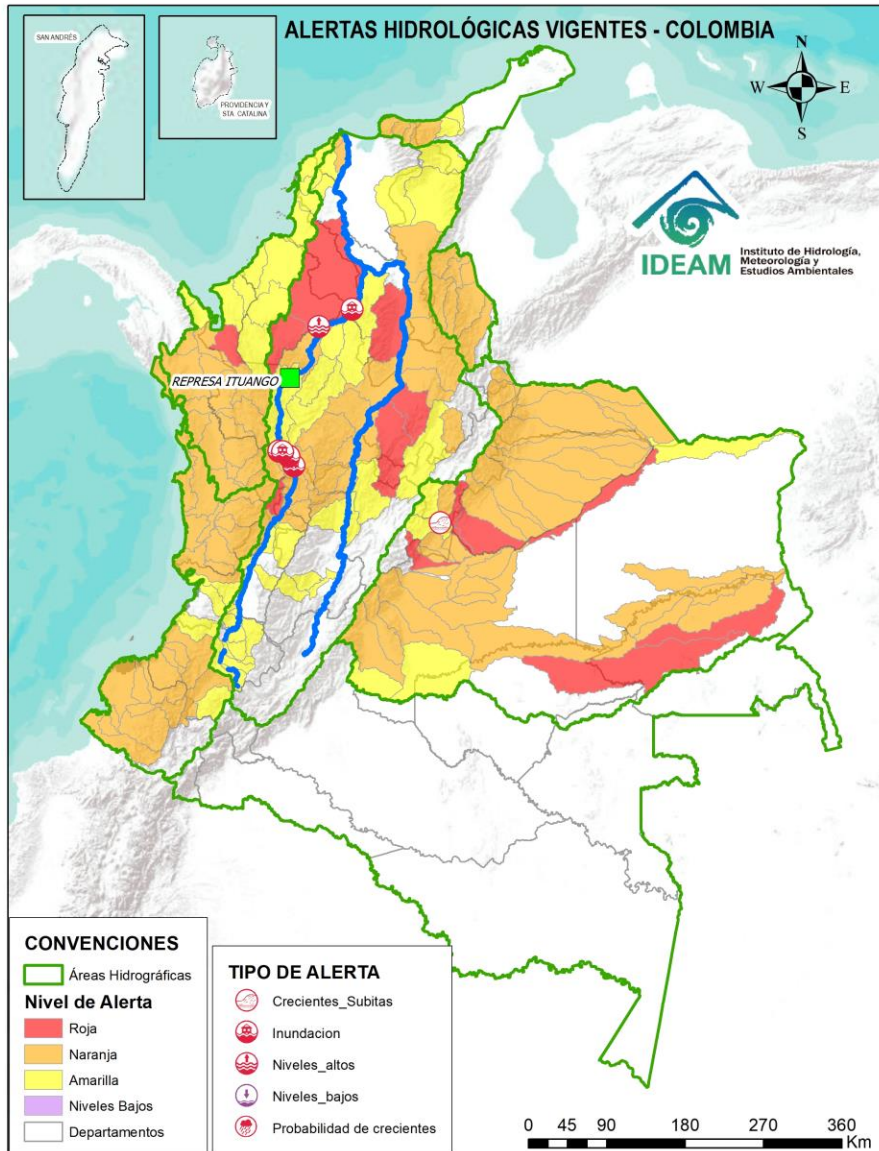 ALERTAS HIDROLÓGICAS VIGENTES - COLOMBIA
SAN ANDRÉS
PROVIDENCIA Y
STA. CATALINA
N
W
E
S
IDEAM
Instituto de Hidrología,
Meteorología y
Estudios Ambientales
REPRESA ITUANGO
CONVENCIONES
Áreas Hidrográficas
Nivel de Alerta
Roja
Naranja
Amarilla
Niveles Bajos
Departamentos
TIPO DE ALERTA
Crecientes_Subitas
Inundacion
Niveles_altos
Niveles_bajos
Probabilidad de crecientes
0 45 90 180 270 360
Km